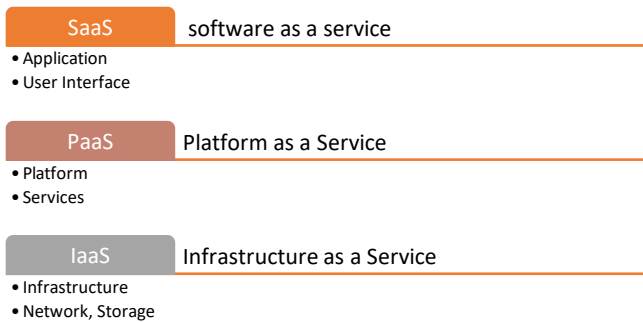 SaaS software as a service
• Application
• User Interface
PaaS Platform as a Service
• Platform
• Services
IaaS Infrastructure as a Service
• Infrastructure
• Network, Storage